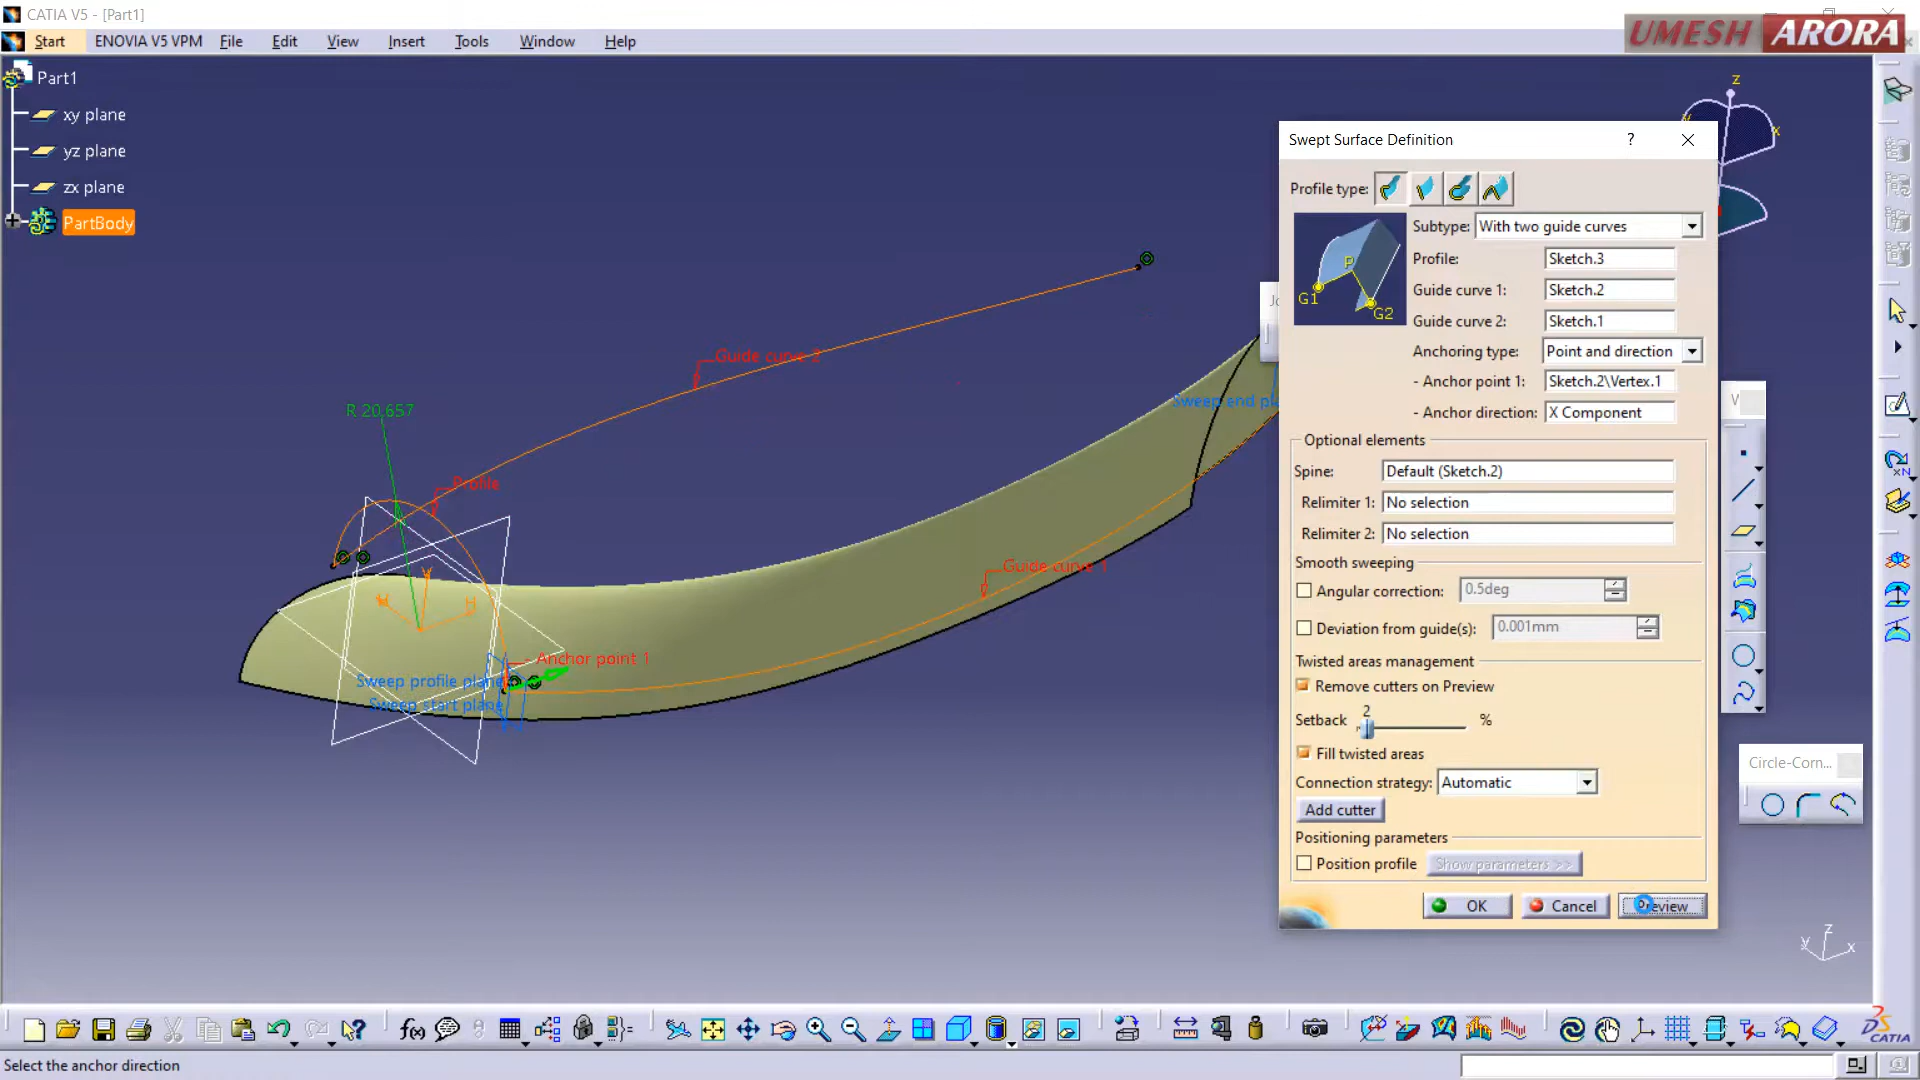 CATIA V5 - [Part1]
UMESH ARORA
Start ENOVIA V5 VPM File Edit View Insert Tools Window Help
Part1
xy plane
yz plane
zx plane
PartBody
z
x
Swept Surface Definition ? ×
Profile type:
Subtype: With two guide curves
G1 P G2
Profile: Sketch.3
Guide curve 1: Sketch.2
Guide curve 2: Sketch.1
Anchoring type: Point and direction
- Anchor point 1: Sketch.2\Vertex.1
- Anchor direction: X Component
Optional elements
Spine: Default (Sketch.2)
Relimiter 1: No selection
Relimiter 2: No selection
Smooth sweeping
Angular correction: 0.5deg
Deviation from guide(s): 0.001mm
Twisted areas management
Remove cutters on Preview
Setback 2 %
Fill twisted areas
Connection strategy: Automatic
Add cutter
Positioning parameters
Position profile Show parameters >>
OK Cancel Preview
Guide curve 2
R 20.657
Profile
Sweep end pl
Guide curve 1
V
H
Anchor point 1
Sweep profile plane
Sweep start plane
Circle-Corn...
y z x
f(x)
CATIA
Select the anchor direction